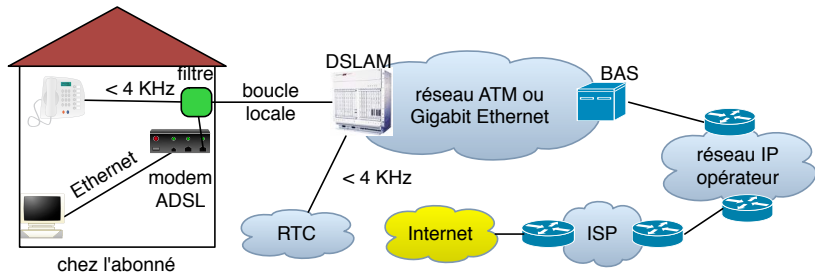 filtre
< 4 KHz
Ethernet
modem
ADSL
chez l'abonné
boucle
locale
DSLAM
réseau ATM ou
Gigabit Ethernet
BAS
< 4 KHz
RTC
réseau IP
opérateur
Internet
ISP